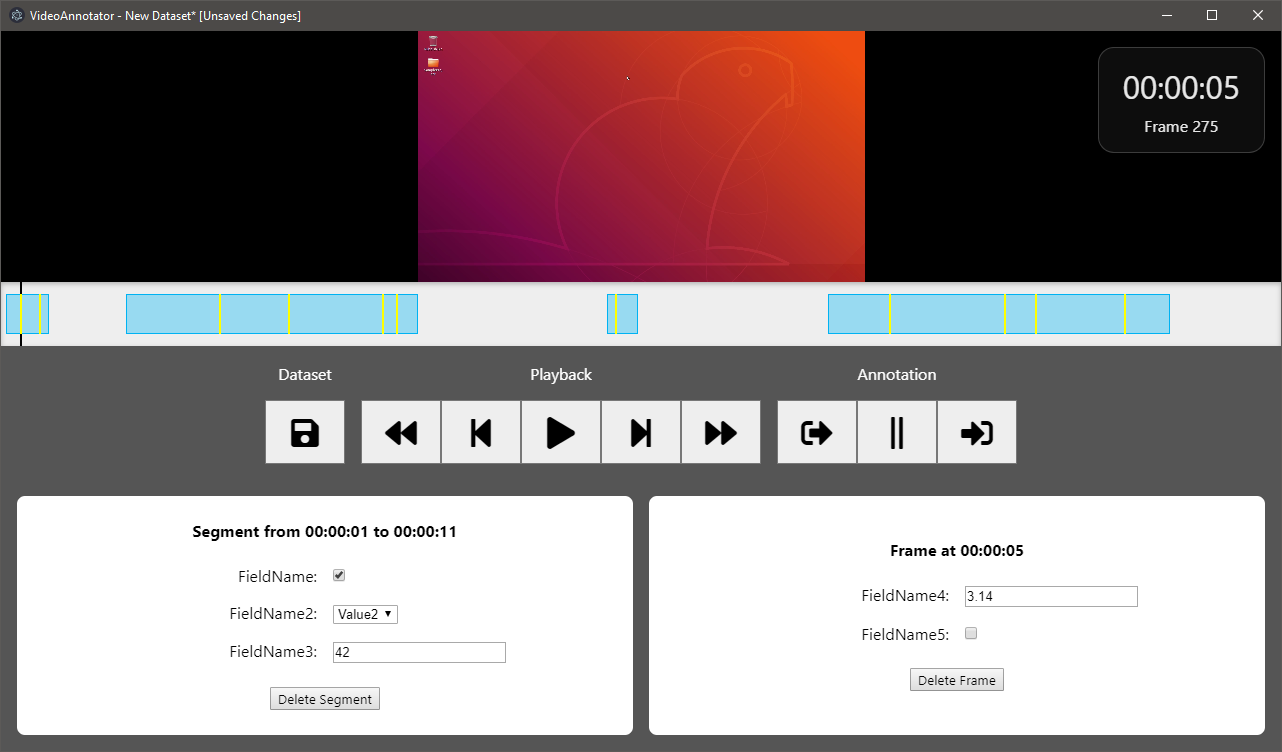 VideoAnnotator - New Dataset* [Unsaved Changes]
00:00:05
Frame 275
Dataset
Playback
Annotation
Segment from 00:00:01 to 00:00:11
FieldName:
FieldName2: Value2
FieldName3: 42
Delete Segment
Frame at 00:00:05
FieldName4: 3.14
FieldName5:
Delete Frame